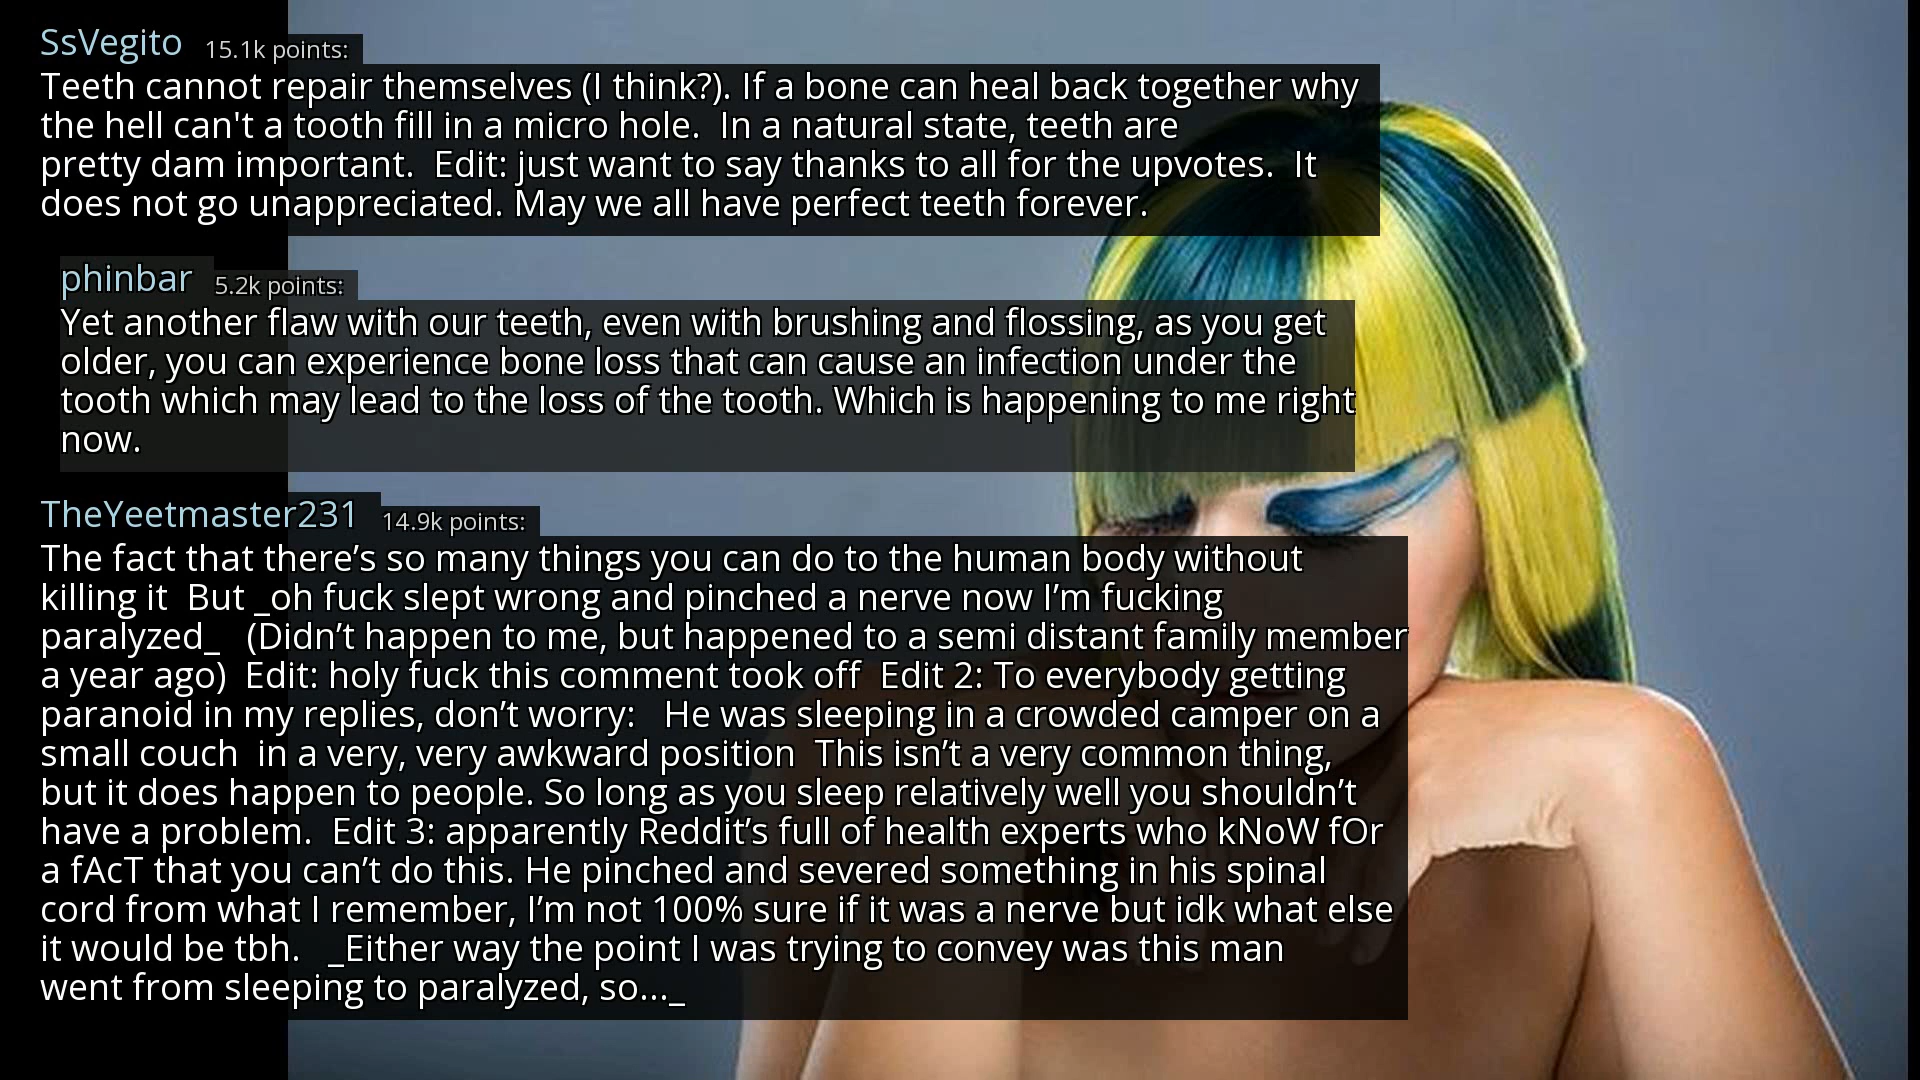 SsVegito 15.1k points:
Teeth cannot repair themselves (I think?). If a bone can heal back together why
the hell can't a tooth fill in a micro hole.  In a natural state, teeth are
pretty dam important.  Edit: just want to say thanks to all for the upvotes.  It
does not go unappreciated. May we all have perfect teeth forever.
phinbar 5.2k points:
Yet another flaw with our teeth, even with brushing and flossing, as you get
older, you can experience bone loss that can cause an infection under the
tooth which may lead to the loss of the tooth. Which is happening to me right
now.
TheYeetmaster231 14.9k points:
The fact that there’s so many things you can do to the human body without
killing it  But _oh fuck slept wrong and pinched a nerve now I’m fucking
paralyzed_   (Didn’t happen to me, but happened to a semi distant family member
a year ago)  Edit: holy fuck this comment took off  Edit 2: To everybody getting
paranoid in my replies, don’t worry:   He was sleeping in a crowded camper on a
small couch  in a very, very awkward position  This isn’t a very common thing,
but it does happen to people. So long as you sleep relatively well you shouldn’t
have a problem.  Edit 3: apparently Reddit’s full of health experts who kNoW fOr
a fAcT that you can’t do this. He pinched and severed something in his spinal
cord from what I remember, I’m not 100% sure if it was a nerve but idk what else
it would be tbh.   _Either way the point I was trying to convey was this man
went from sleeping to paralyzed, so..._